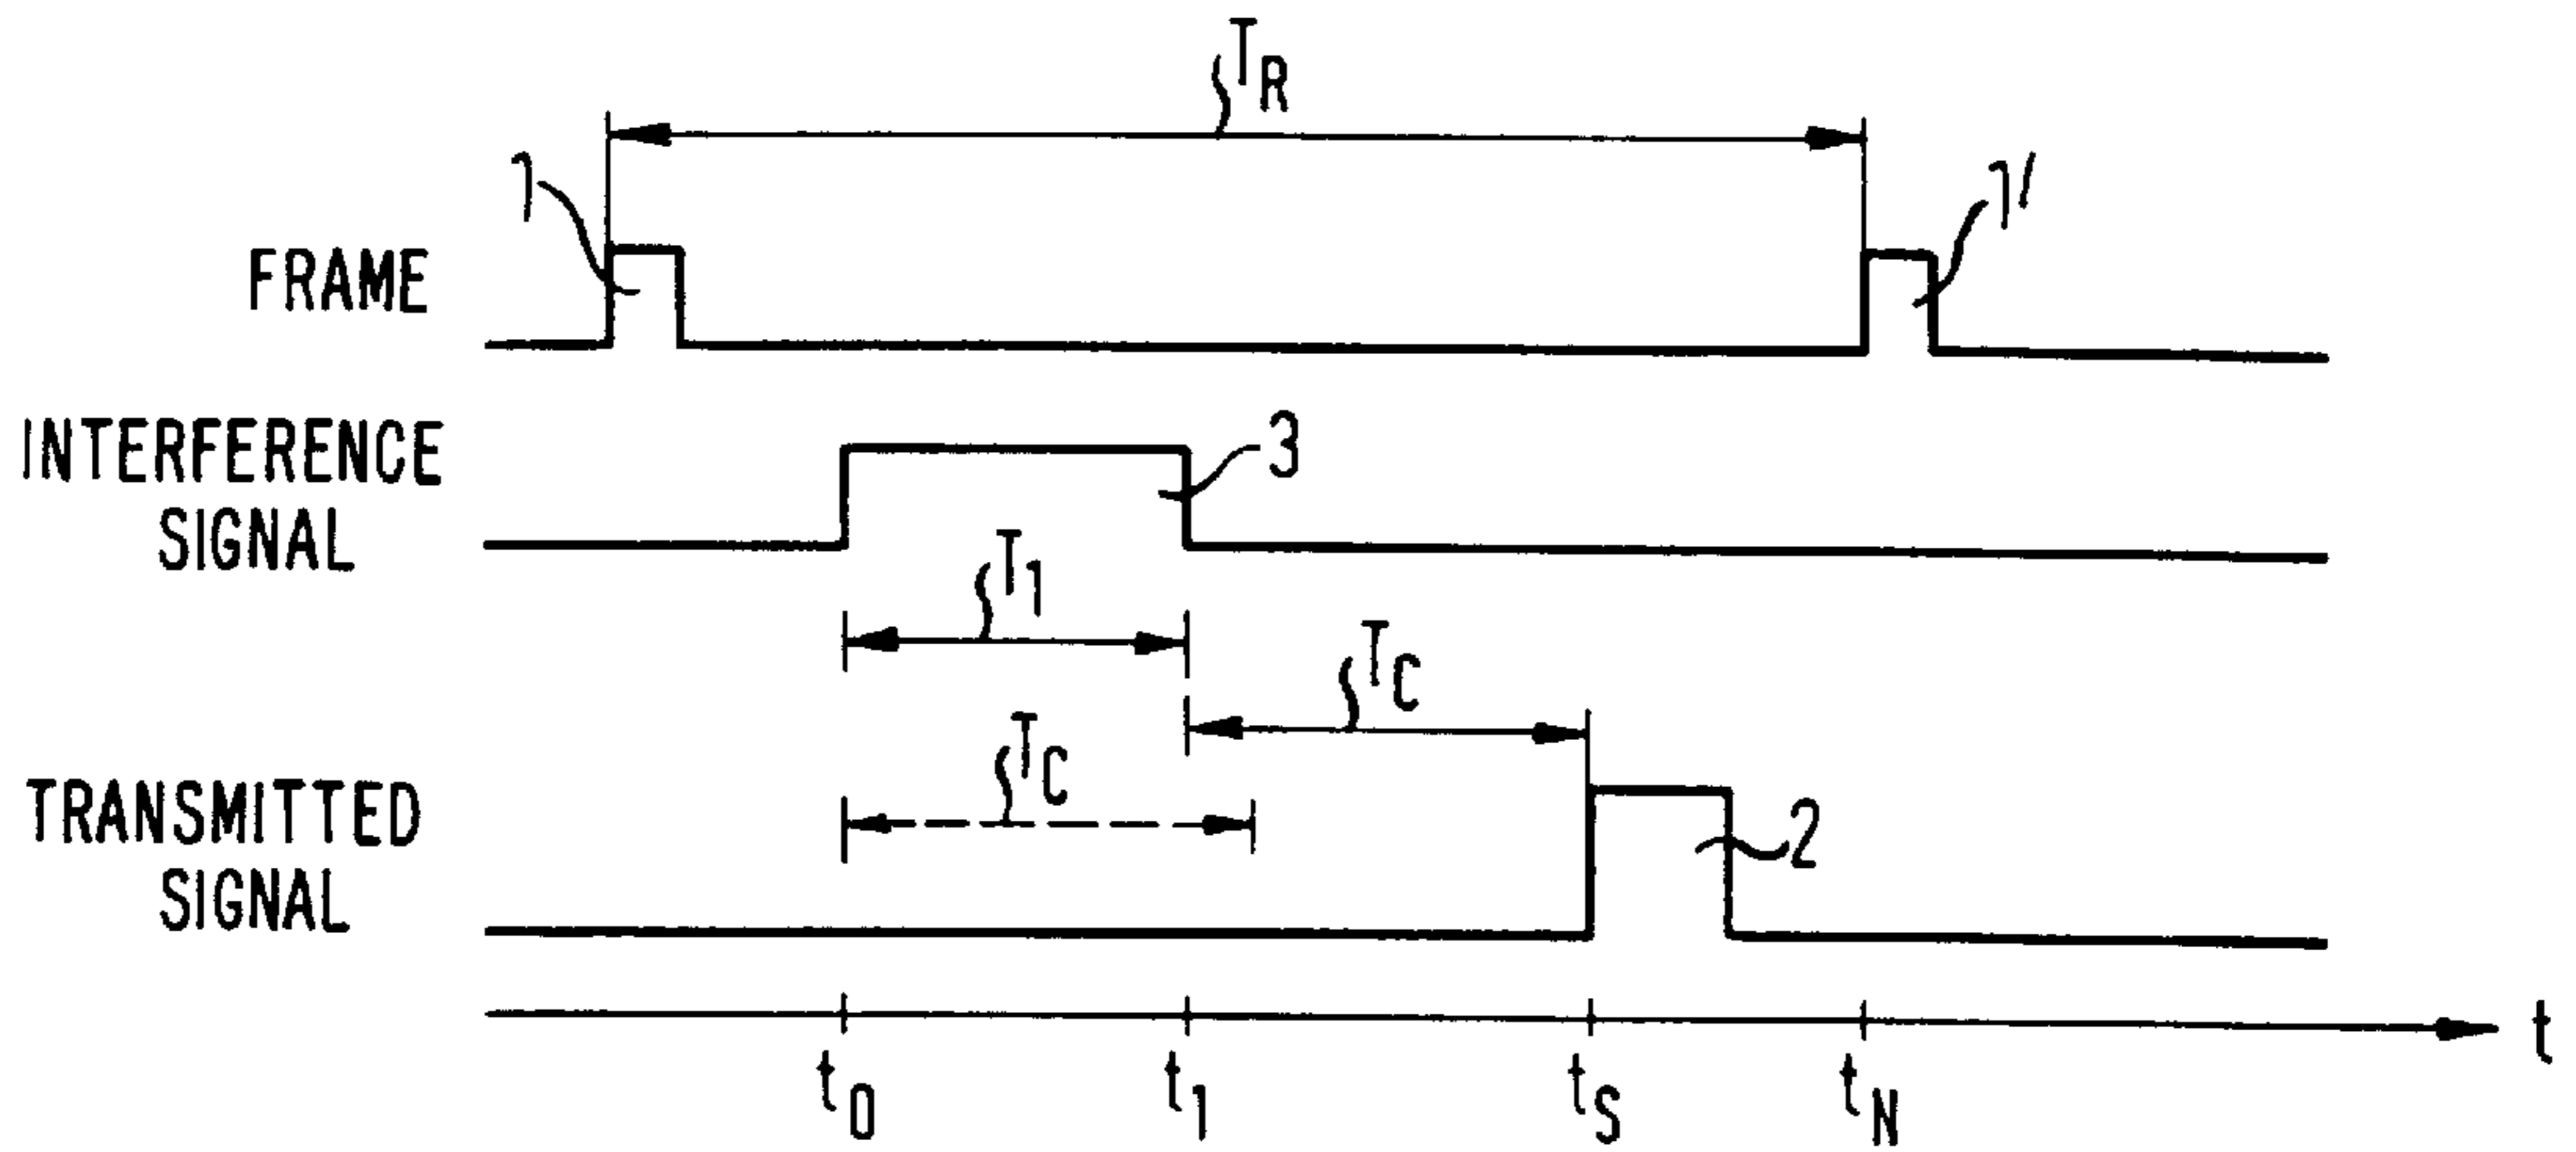 T_R
1
1'
FRAME
INTERFERENCE
SIGNAL
3
T_1
T_C
T_C
TRANSMITTED
SIGNAL
2
t
t_0
t_1
t_S
t_N